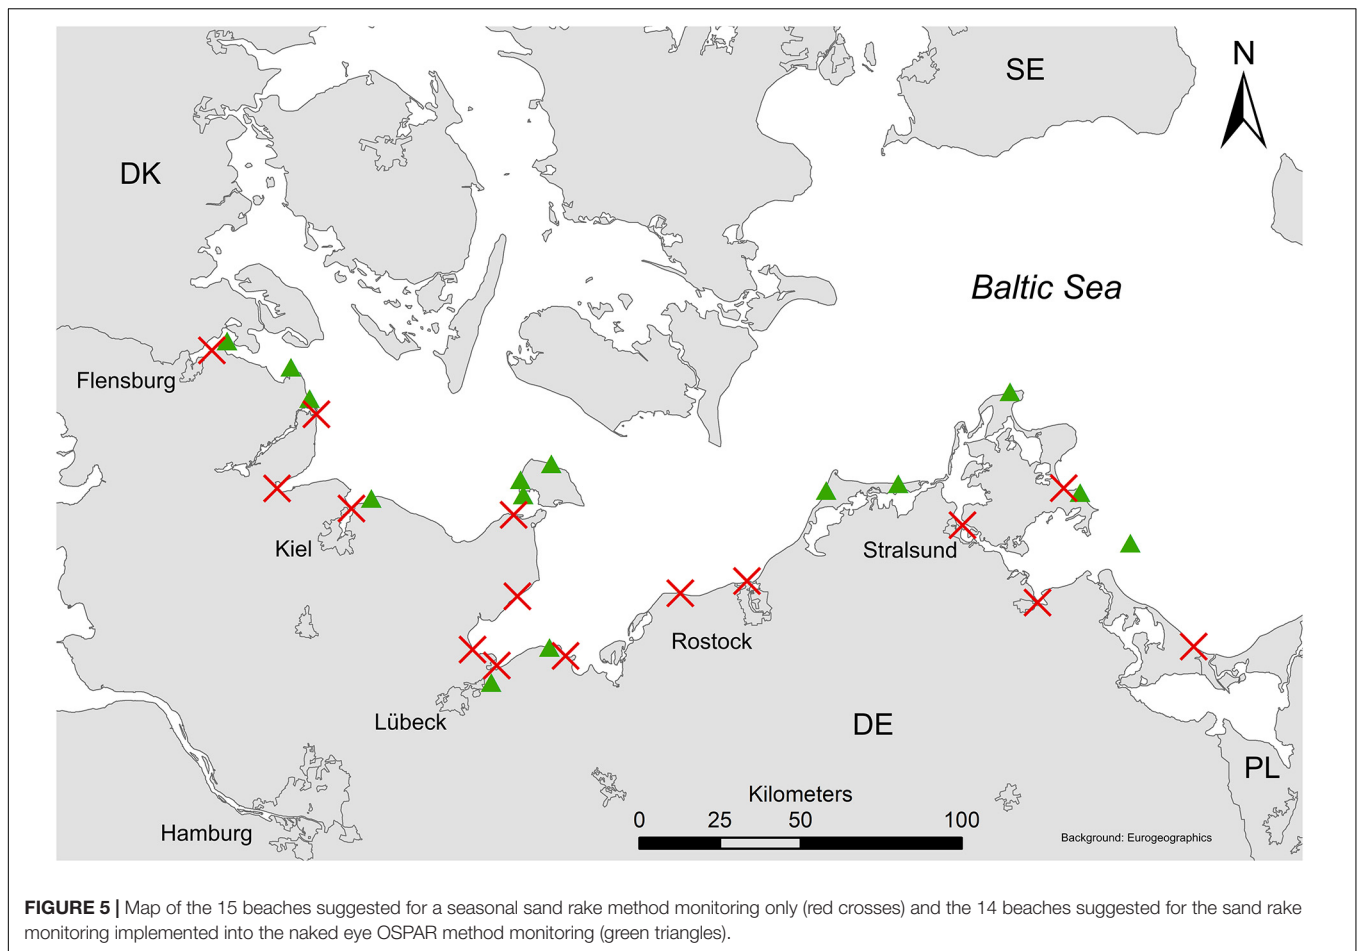 SE
N
DK
Baltic Sea
Flensburg
Kiel
Stralsund
Rostock
Lübeck
DE
PL
Kilometers
0 25 50 100
Hamburg
Background: Eurogeographics
FIGURE 5 | Map of the 15 beaches suggested for a seasonal sand rake method monitoring only (red crosses) and the 14 beaches suggested for the sand rake
monitoring implemented into the naked eye OSPAR method monitoring (green triangles).